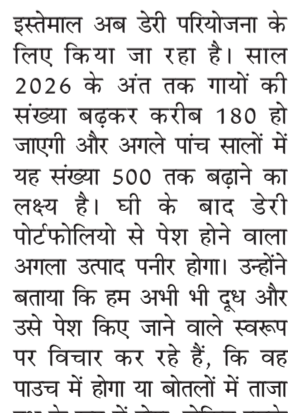 इस्तेमाल अब डेरी परियोजना के
लिए किया जा रहा है। साल
2026 के अंत तक गायों की
संख्या बढ़कर करीब 180 हो
जाएगी और अगले पांच सालों में
यह संख्या 500 तक बढ़ाने का
लक्ष्य है। घी के बाद डेरी
पोर्टफोलियो से पेश होने वाला
अगला उत्पाद पनीर होगा। उन्होंने
बताया कि हम अभी भी दूध और
उसे पेश किए जाने वाले स्वरूप
पर विचार कर रहे हैं, कि वह
पाउच में होगा या बोतलों में ताजा